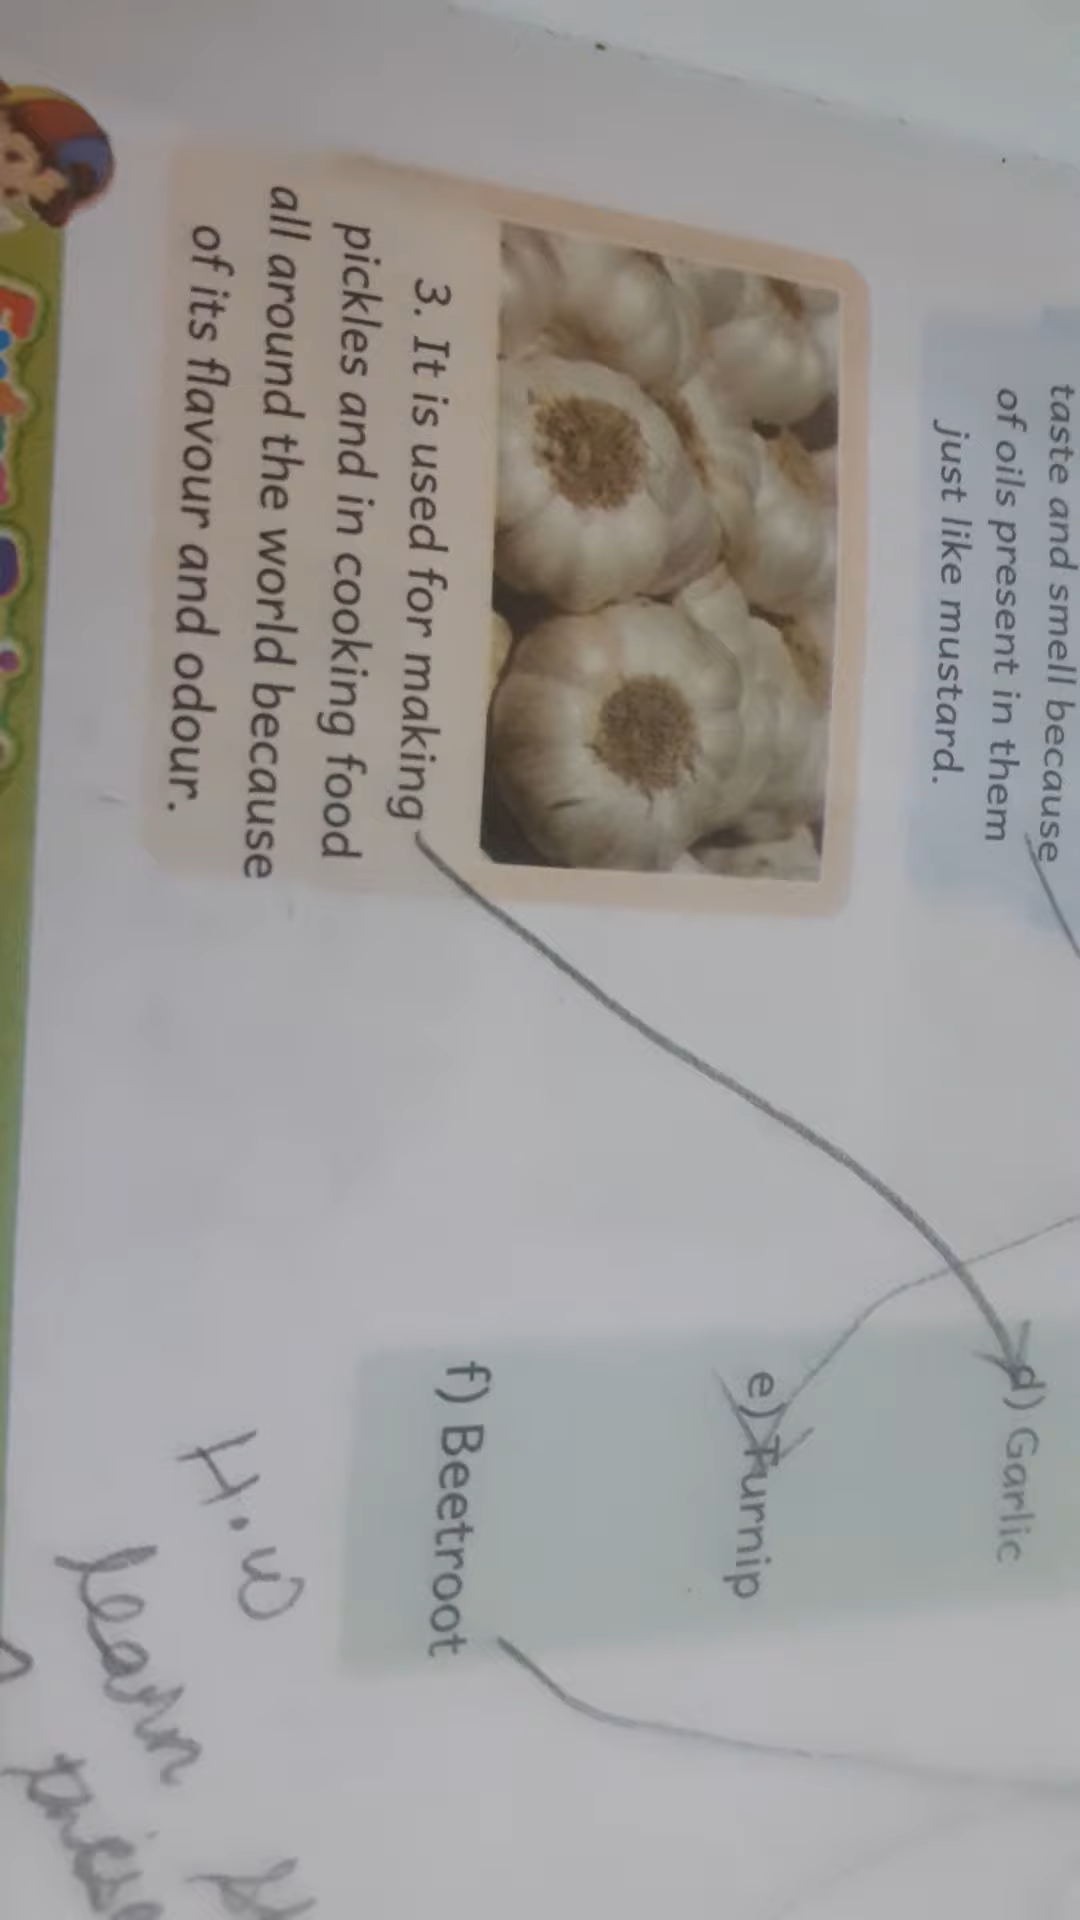 taste and smell because
of oils present in them
just like mustard.
3. It is used for making
pickles and in cooking food
all around the world because
of its flavour and odour.
d) Garlic
e) Turnip
f) Beetroot
H.W
learn